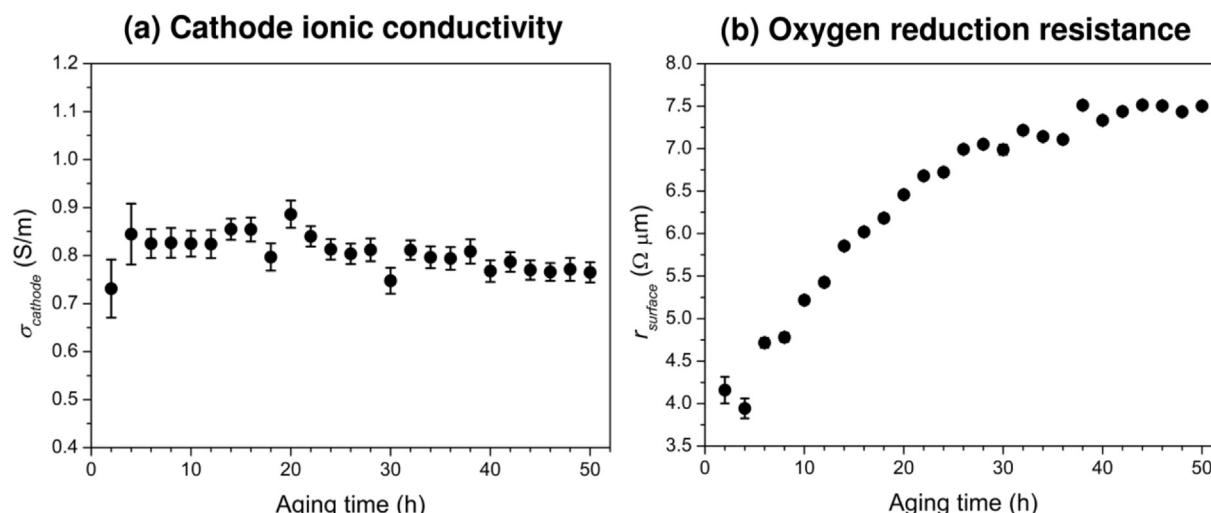 (a) Cathode ionic conductivity
1.2
1.1
1.0
0.9
0.8
0.7
0.6
0.5
0.4
σcathode (S/m)
0 10 20 30 40 50
Aging time (h)
(b) Oxygen reduction resistance
8.0
7.5
7.0
6.5
6.0
5.5
5.0
4.5
4.0
3.5
rsurface (Ω μm)
0 10 20 30 40 50
Aging time (h)